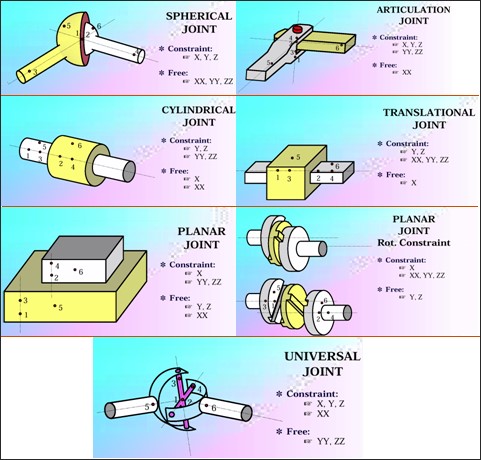 SPHERICAL
JOINT
✽ Constraint:
☞ X, Y, Z
✽ Free:
☞ XX, YY, ZZ
5
6
1
2
3
ARTICULATION
JOINT
✽ Constraint:
☞ X, Y, Z
☞ YY, ZZ
✽ Free:
☞ XX
4
6
5
CYLINDRICAL
JOINT
✽ Constraint:
☞ Y, Z
☞ YY, ZZ
✽ Free:
☞ X
☞ XX
5
6
1
3
2
4
TRANSLATIONAL
JOINT
✽ Constraint:
☞ Y, Z
☞ XX, YY, ZZ
✽ Free:
☞ X
5
1
3
2
4
6
PLANAR
JOINT
✽ Constraint:
☞ X
☞ YY, ZZ
✽ Free:
☞ Y, Z
☞ XX
4
2
6
3
1
5
PLANAR
JOINT
Rot. Constraint
✽ Constraint:
☞ X
☞ XX, YY, ZZ
✽ Free:
☞ Y, Z
3
5
1
6
2
4
UNIVERSAL
JOINT
✽ Constraint:
☞ X, Y, Z
☞ XX
✽ Free:
☞ YY, ZZ
3
4
1
2
5
6